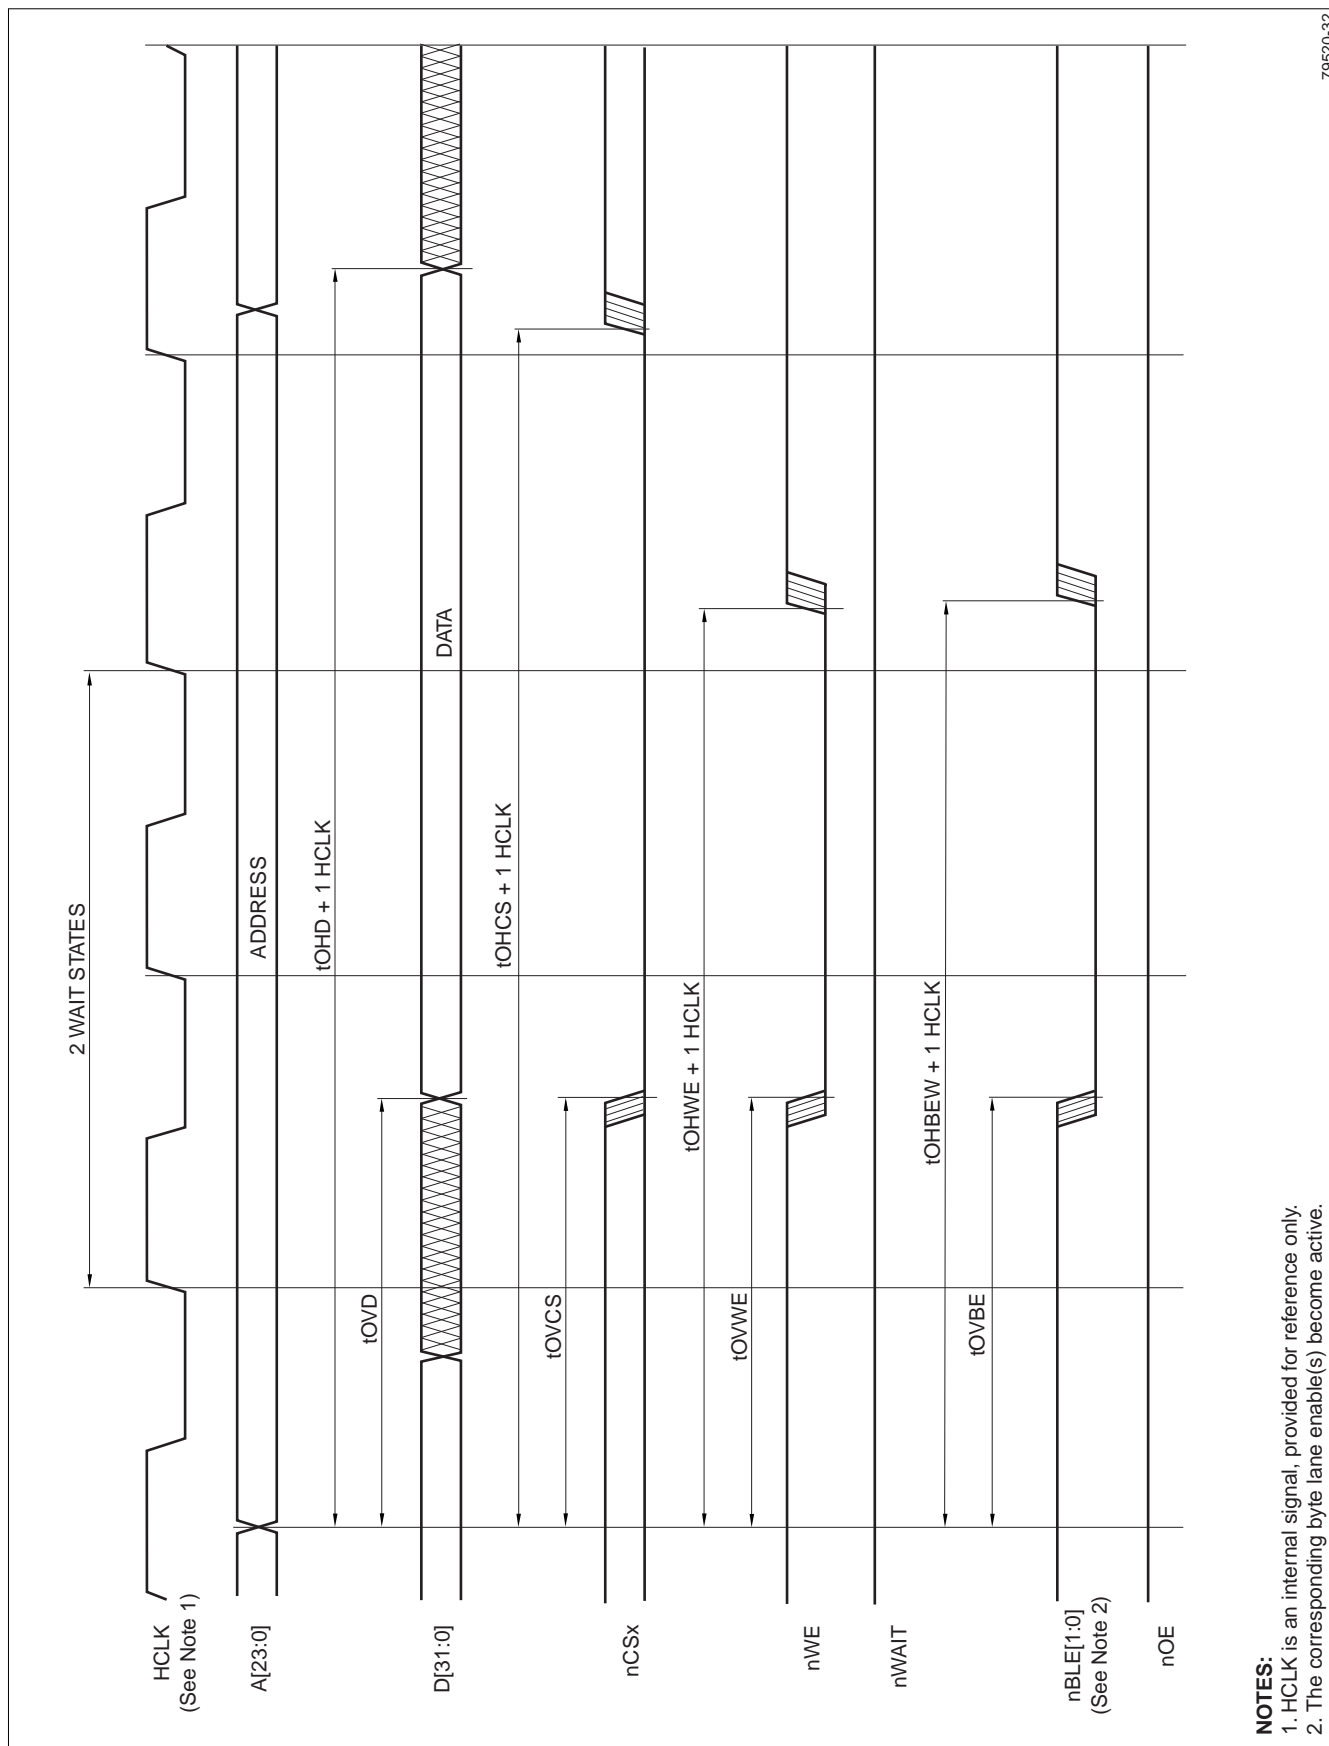 2 WAIT STATES
HCLK
(See Note 1)
A[23:0]
ADDRESS
tOHD + 1 HCLK
tOVD
D[31:0]
DATA
tOHCS + 1 HCLK
tOVCS
nCSx
tOHWE + 1 HCLK
tOVWE
nWE
nWAIT
tOHBEW + 1 HCLK
tOVBE
nBLE[1:0]
(See Note 2)
nOE
NOTES:
1. HCLK is an internal signal, provided for reference only.
2. The corresponding byte lane enable(s) become active.
79520-32